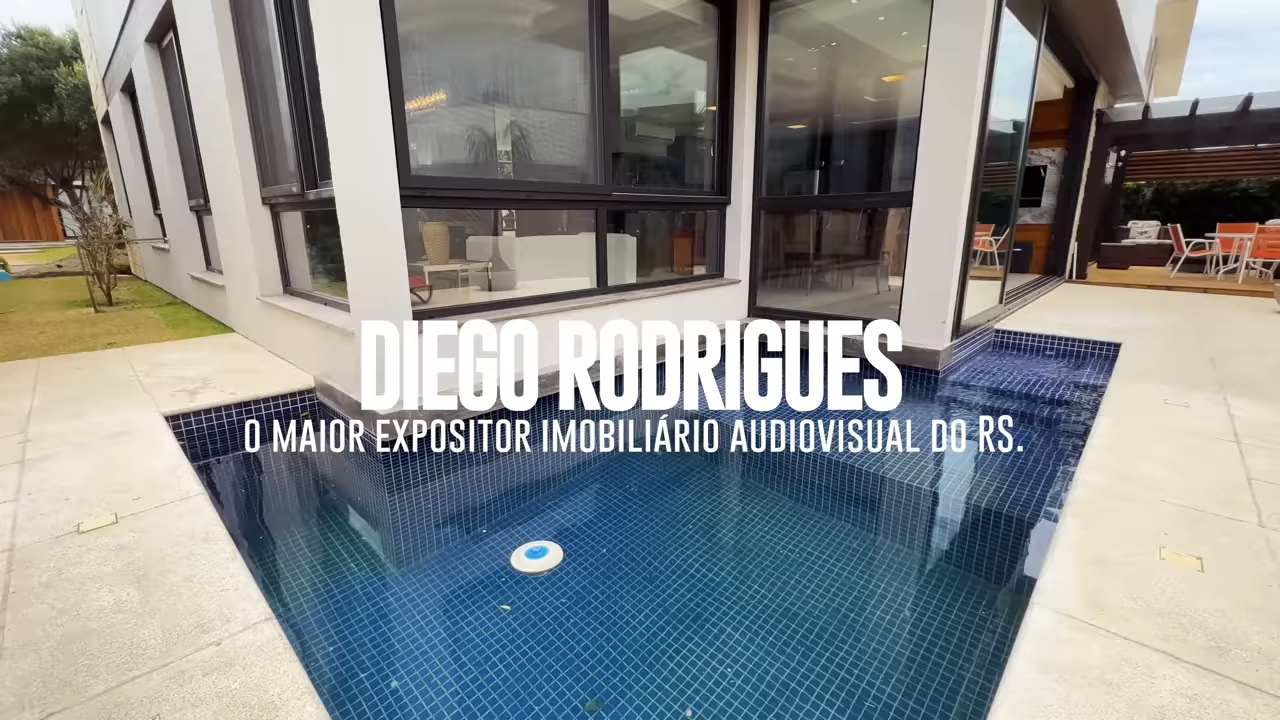 DIEGO RODRIGUES
O MAIOR EXPOSITOR IMOBILIÁRIO AUDIOVISUAL DO RS.